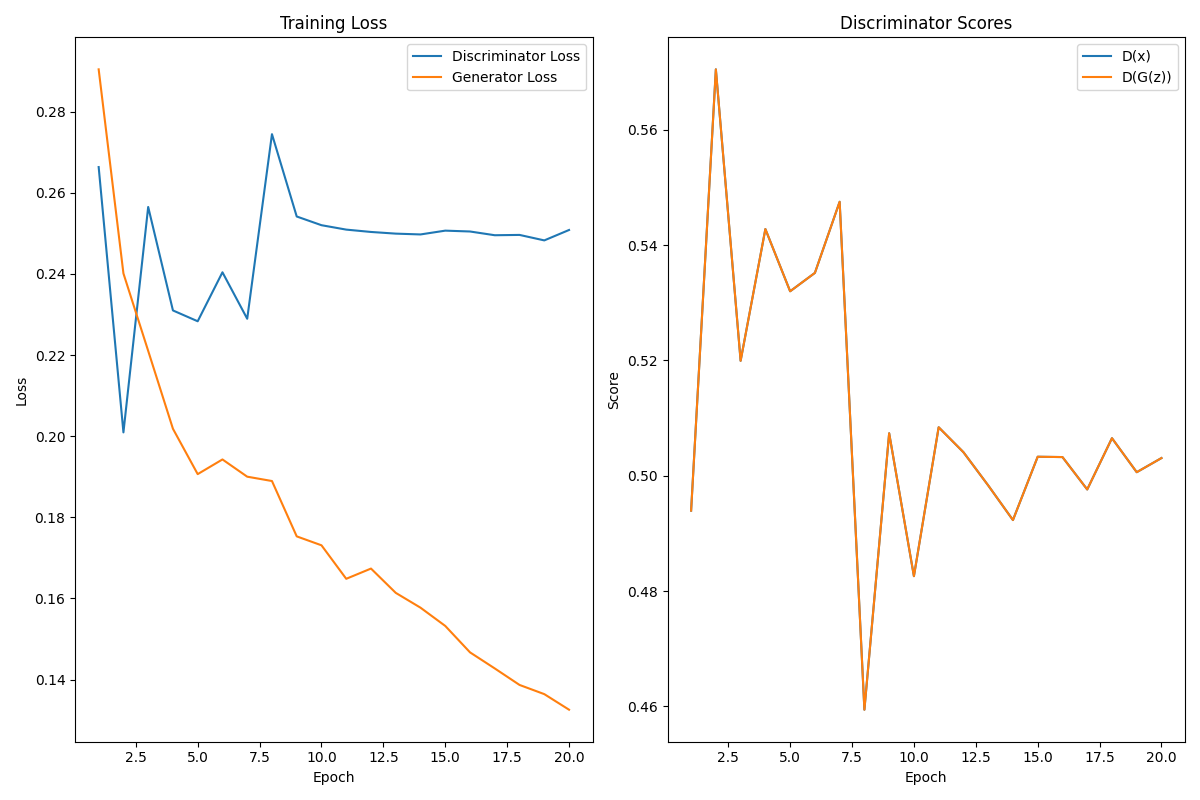 Training Loss
Discriminator Loss
Generator Loss
Loss
0.28
0.26
0.24
0.22
0.20
0.18
0.16
0.14
2.5 5.0 7.5 10.0 12.5 15.0 17.5 20.0
Epoch
Discriminator Scores
D(x)
D(G(z))
Score
0.56
0.54
0.52
0.50
0.48
0.46
2.5 5.0 7.5 10.0 12.5 15.0 17.5 20.0
Epoch